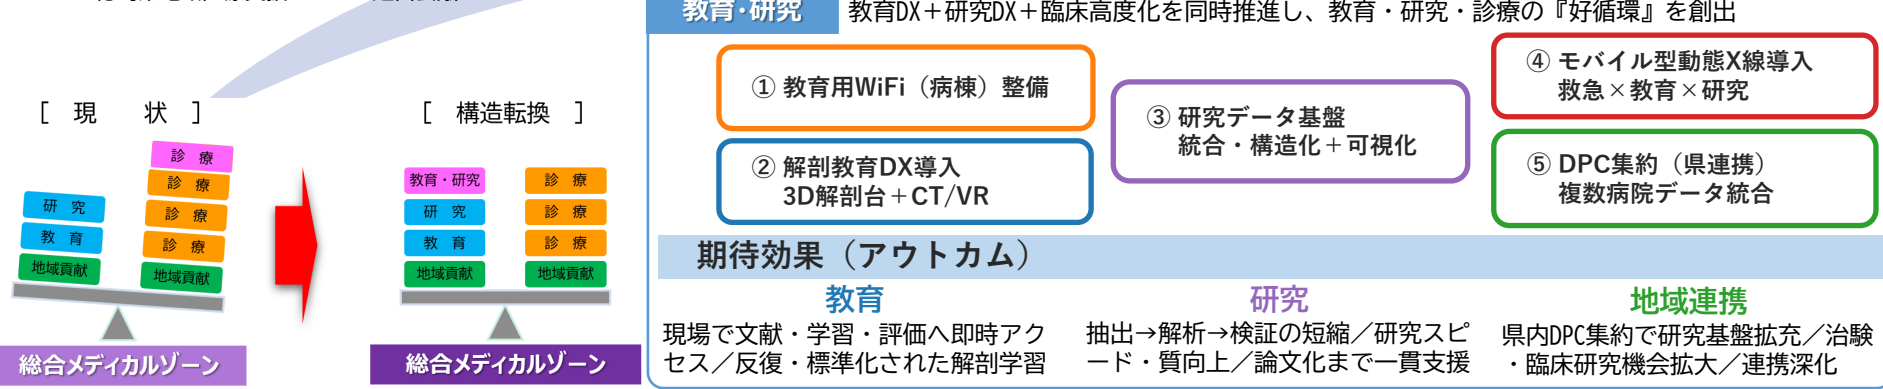 [ 現 状 ]
診 療
診 療
診 療
診 療
地域貢献
研 究
教 育
地域貢献
総合メディカルゾーン
[ 構造転換 ]
教育・研究
研 究
教 育
地域貢献
診 療
診 療
診 療
地域貢献
総合メディカルゾーン
教育・研究
教育DX＋研究DX＋臨床高度化を同時推進し、教育・研究・診療の『好循環』を創出
① 教育用WiFi（病棟）整備
② 解剖教育DX導入
3D解剖台＋CT/VR
③ 研究データ基盤
統合・構造化＋可視化
④ モバイル型動態X線導入
救急×教育×研究
⑤ DPC集約（県連携）
複数病院データ統合
期待効果（アウトカム）
教育
現場で文献・学習・評価へ即時アク
セス／反復・標準化された解剖学習
研究
抽出→解析→検証の短縮／研究スピ
ード・質向上／論文化まで一貫支援
地域連携
県内DPC集約で研究基盤拡充／治験
・臨床研究機会拡大／連携深化